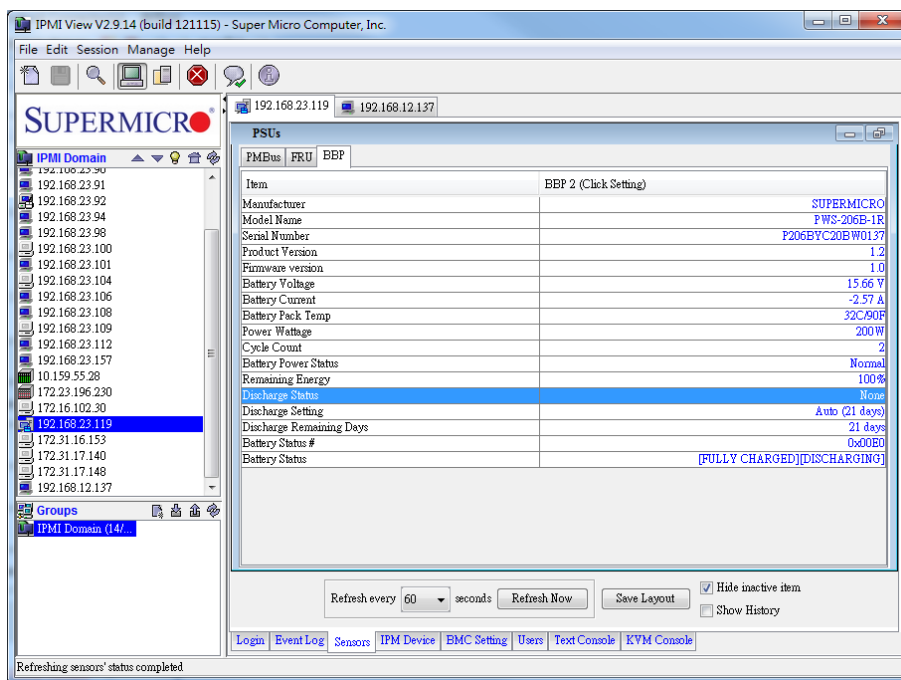 IPMI View V2.9.14 (build 121115) - Super Micro Computer, Inc.
File Edit Session Manage Help
SUPERMICRO
IPMI Domain
192.168.23.90
192.168.23.91
192.168.23.92
192.168.23.94
192.168.23.98
192.168.23.100
192.168.23.101
192.168.23.104
192.168.23.106
192.168.23.108
192.168.23.109
192.168.23.112
192.168.23.157
10.159.55.28
172.23.196.230
172.16.102.30
192.168.23.119
172.31.16.153
172.31.17.140
172.31.17.148
192.168.12.137
Groups
IPMI Domain (14/...
192.168.23.119 192.168.12.137
PSUs
PMBus FRU BBP
Item BBP 2 (Click Setting)
Manufacturer SUPERMICRO
Model Name PWS-206B-1R
Serial Number P206BYC20BW0137
Product Version 1.2
Firmware version 1.0
Battery Voltage 15.66 V
Battery Current -2.57 A
Battery Pack Temp 32C/90F
Power Wattage 200 W
Cycle Count 2
Battery Power Status Normal
Remaining Energy 100%
Discharge Status None
Discharge Setting Auto (21 days)
Discharge Remaining Days 21 days
Battery Status # 0x00E0
Battery Status [FULLY CHARGED][DISCHARGING]
Refresh every 60 seconds Refresh Now Save Layout
Hide inactive item
Show History
Login Event Log Sensors IPM Device BMC Setting Users Text Console KVM Console
Refreshing sensors' status completed